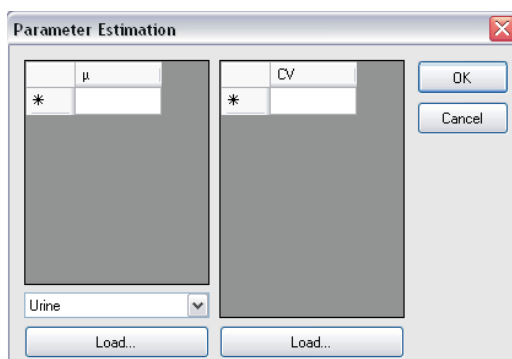 Parameter Estimation
µ
CV
OK
*
*
Cancel
Urine
Load...
Load...